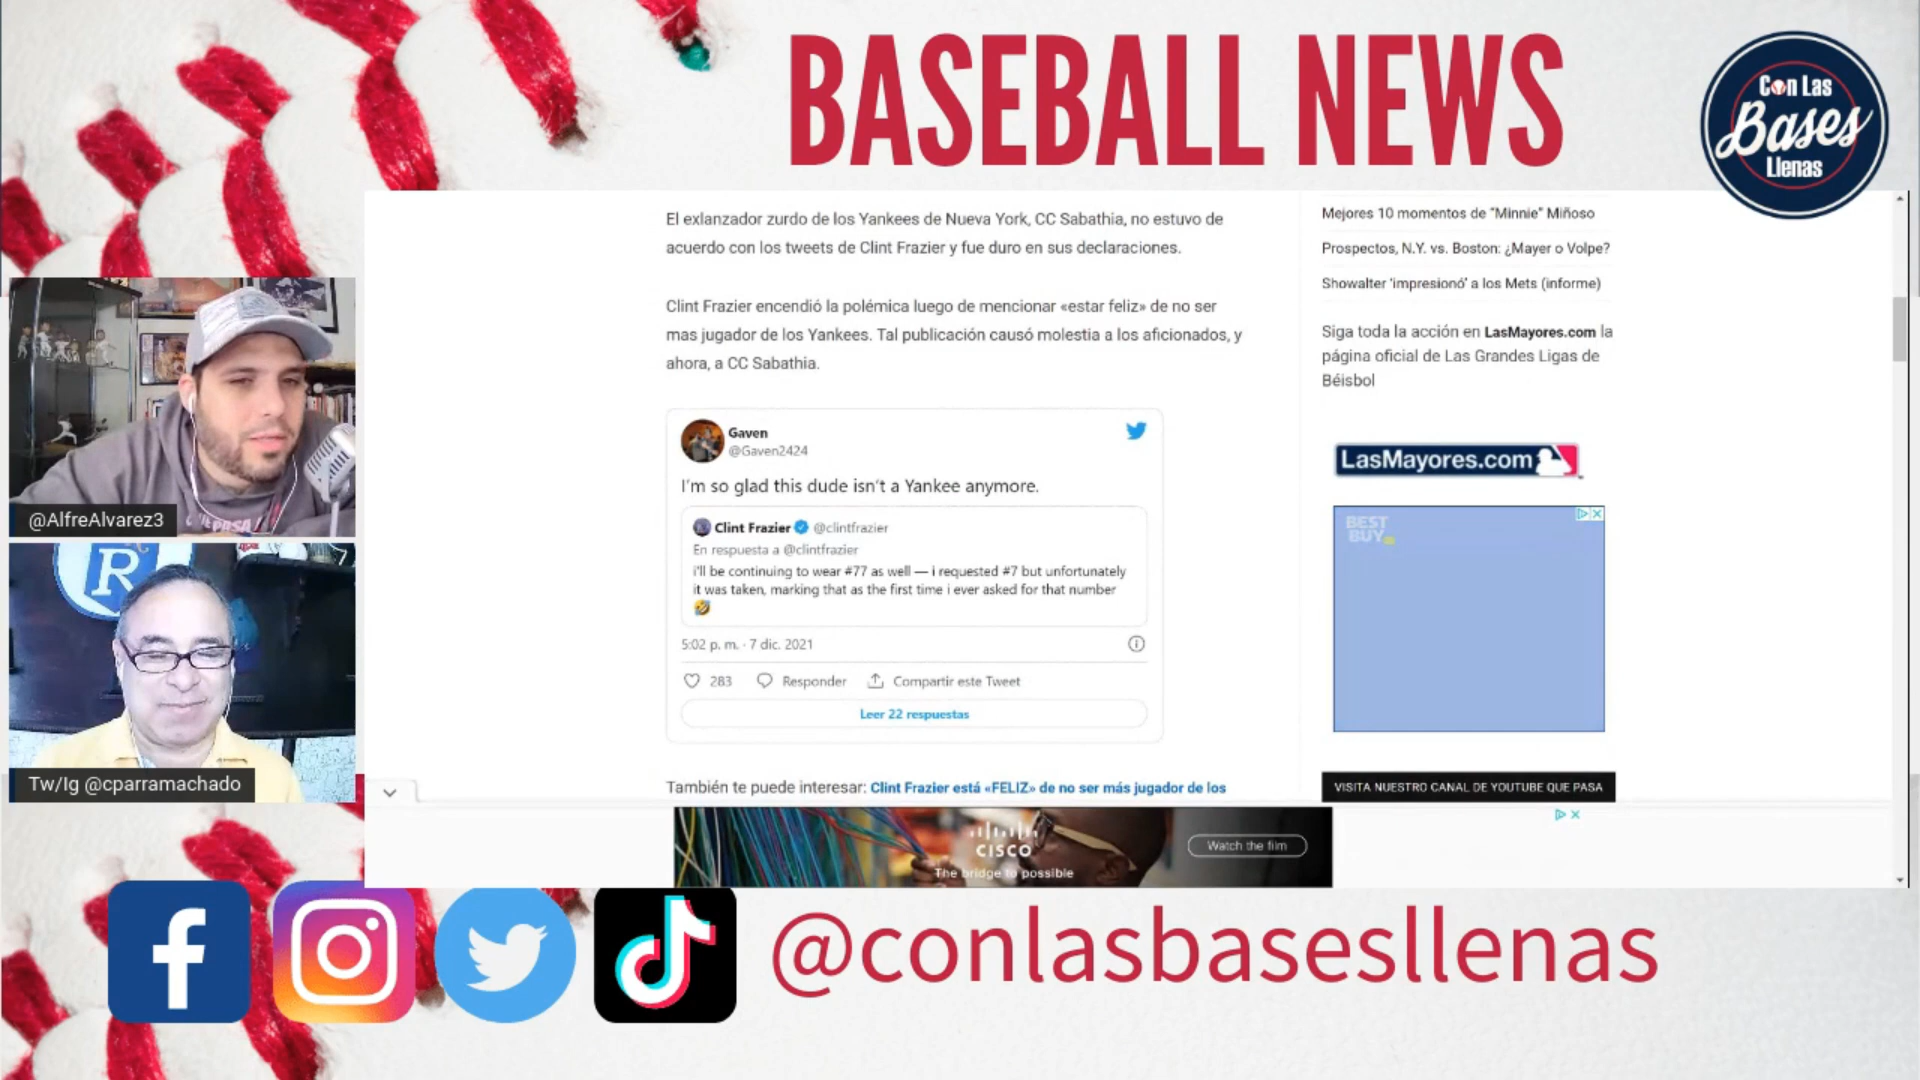 BASEBALL NEWS
Con Las
Bases
Llenas
El exlanzador zurdo de los Yankees de Nueva York, CC Sabathia, no estuvo de
acuerdo con los tweets de Clint Frazier y fue duro en sus declaraciones.
Clint Frazier encendió la polémica luego de mencionar «estar feliz» de no ser
mas jugador de los Yankees. Tal publicación causó molestia a los aficionados, y
ahora, a CC Sabathia.
Gaven
@Gaven2424
I'm so glad this dude isn't a Yankee anymore.
Clint Frazier @clintfrazier
En respuesta a @clintfrazier
i'll be continuing to wear #77 as well — i requested #7 but unfortunately
it was taken, marking that as the first time i ever asked for that number
🤣
5:02 p. m. · 7 dic. 2021
283 Responder Compartir este Tweet
Leer 22 respuestas
También te puede interesar: Clint Frazier está «FELIZ» de no ser más jugador de los
Mejores 10 momentos de "Minnie" Miñoso
Prospectos, N.Y. vs. Boston: ¿Mayer o Volpe?
Showalter 'impresionó' a los Mets (informe)
Siga toda la acción en LasMayores.com la
página oficial de Las Grandes Ligas de
Béisbol
LasMayores.com
BEST
BUY
VISITA NUESTRO CANAL DE YOUTUBE QUE PASA
CISCO
The bridge to possible
Watch the film
@AlfreAlvarez3
R
Tw/Ig @cparramachado
@conlasbasesllenas